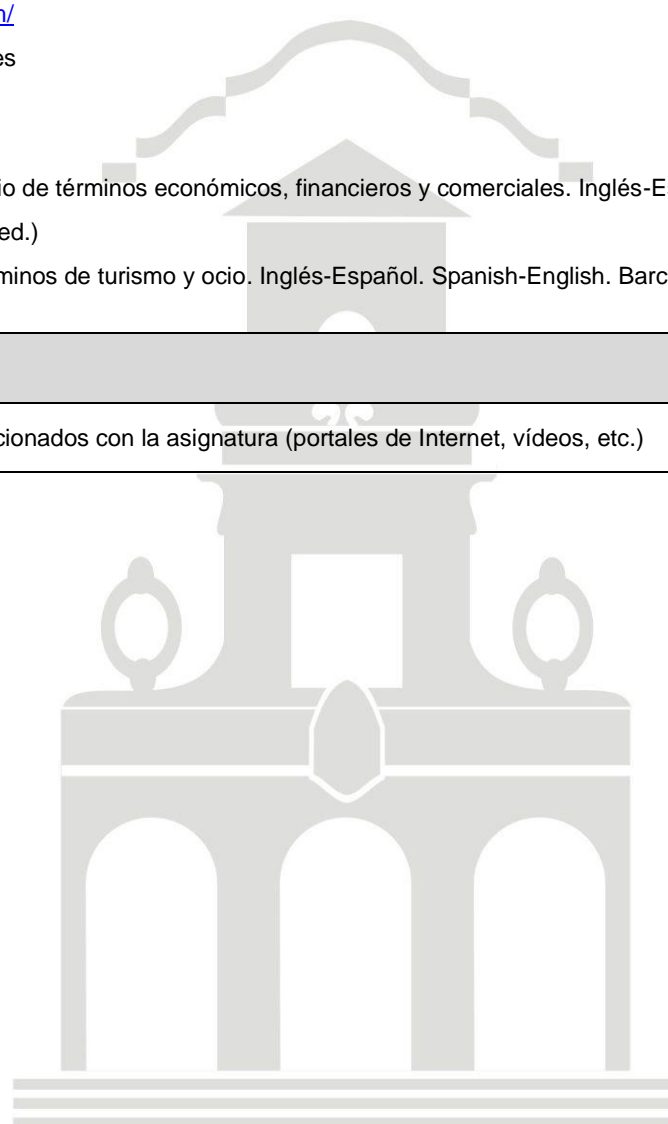 n/
es
io de términos económicos, financieros y comerciales. Inglés-Es
ed.)
minos de turismo y ocio. Inglés-Español. Spanish-English. Barc
cionados con la asignatura (portales de Internet, vídeos, etc.)